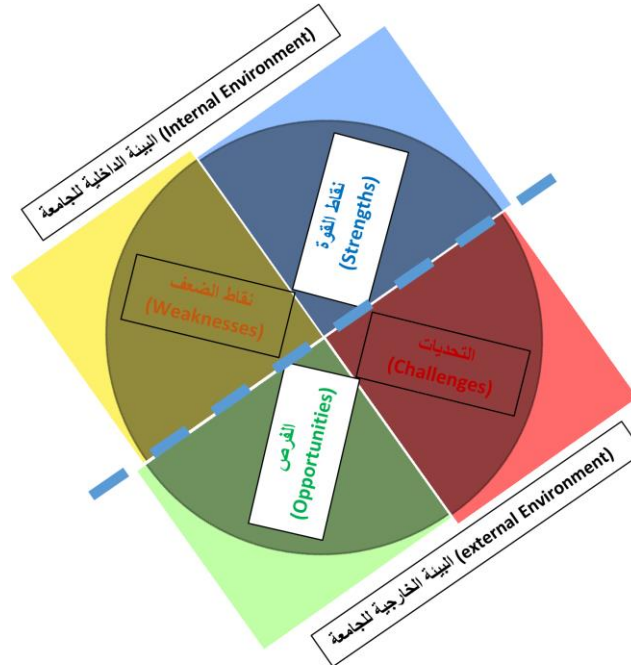 البيئة الداخلية للجامعة (Internal Environment)
نقاط القوة
(Strengths)
نقاط الضعف
(Weaknesses)
التحديات
(Challenges)
الفرص
(Opportunities)
البيئة الخارجية للجامعة (external Environment)